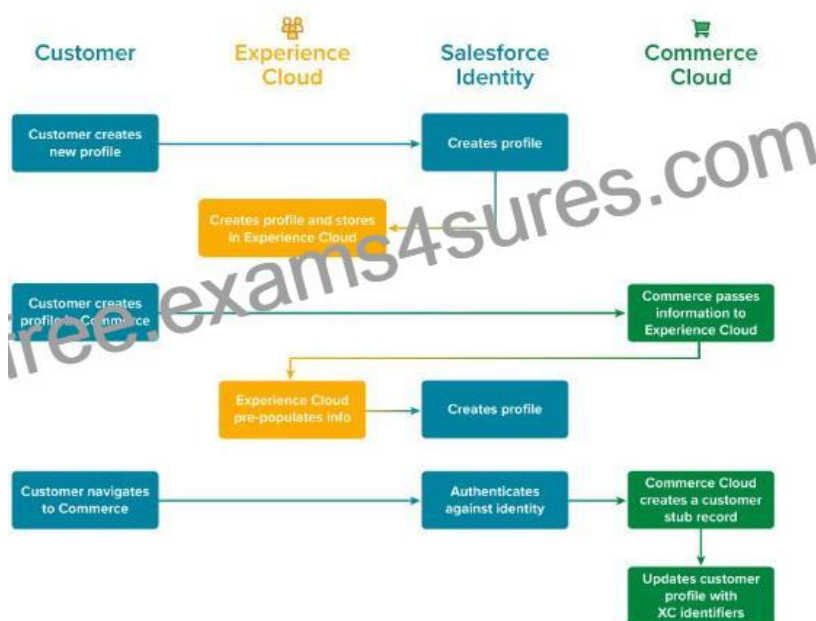 Customer
Experience
Cloud
Salesforce
Identity
Commerce
Cloud
Customer creates
new profile
Creates profile
Creates profile and stores
in Experience Cloud
Customer creates
profile in Commerce
Commerce passes
information to
Experience Cloud
Experience Cloud
pre-populates info
Creates profile
Customer navigates
to Commerce
Authenticates
against identity
Commerce Cloud
creates a customer
stub record
Updates customer
profile with
XC identifiers
free.exams4sures.com